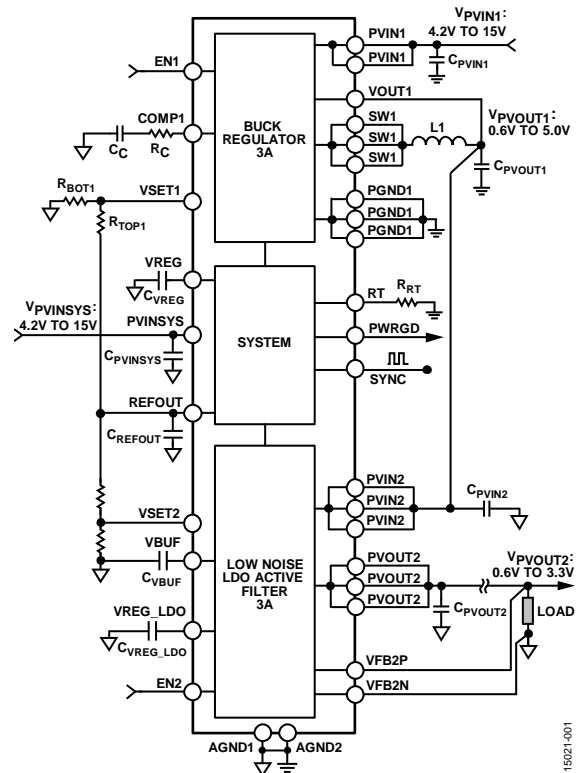 VPVIN1:
4.2V TO 15V
PVIN1
PVIN1
CPVIN1
EN1
VOUT1
COMP1
CC
RC
BUCK
REGULATOR
3A
SW1
SW1
SW1
L1
VPVOUT1:
0.6V TO 5.0V
CPVOUT1
RBOT1
VSET1
RTOP1
PGND1
PGND1
PGND1
VREG
CVREG
RT
RRT
VPVINSYS:
4.2V TO 15V
PVINSYS
CPVINSYS
SYSTEM
PWRGD
SYNC
REFOUT
CREFOUT
PVIN2
PVIN2
PVIN2
CPVIN2
VSET2
VBUF
CVBUF
LOW NOISE
LDO ACTIVE
FILTER
3A
PVOUT2
PVOUT2
PVOUT2
CPVOUT2
VPVOUT2:
0.6V TO 3.3V
LOAD
VREG_LDO
CVREG_LDO
VFB2P
VFB2N
EN2
AGND1
AGND2
15021-001